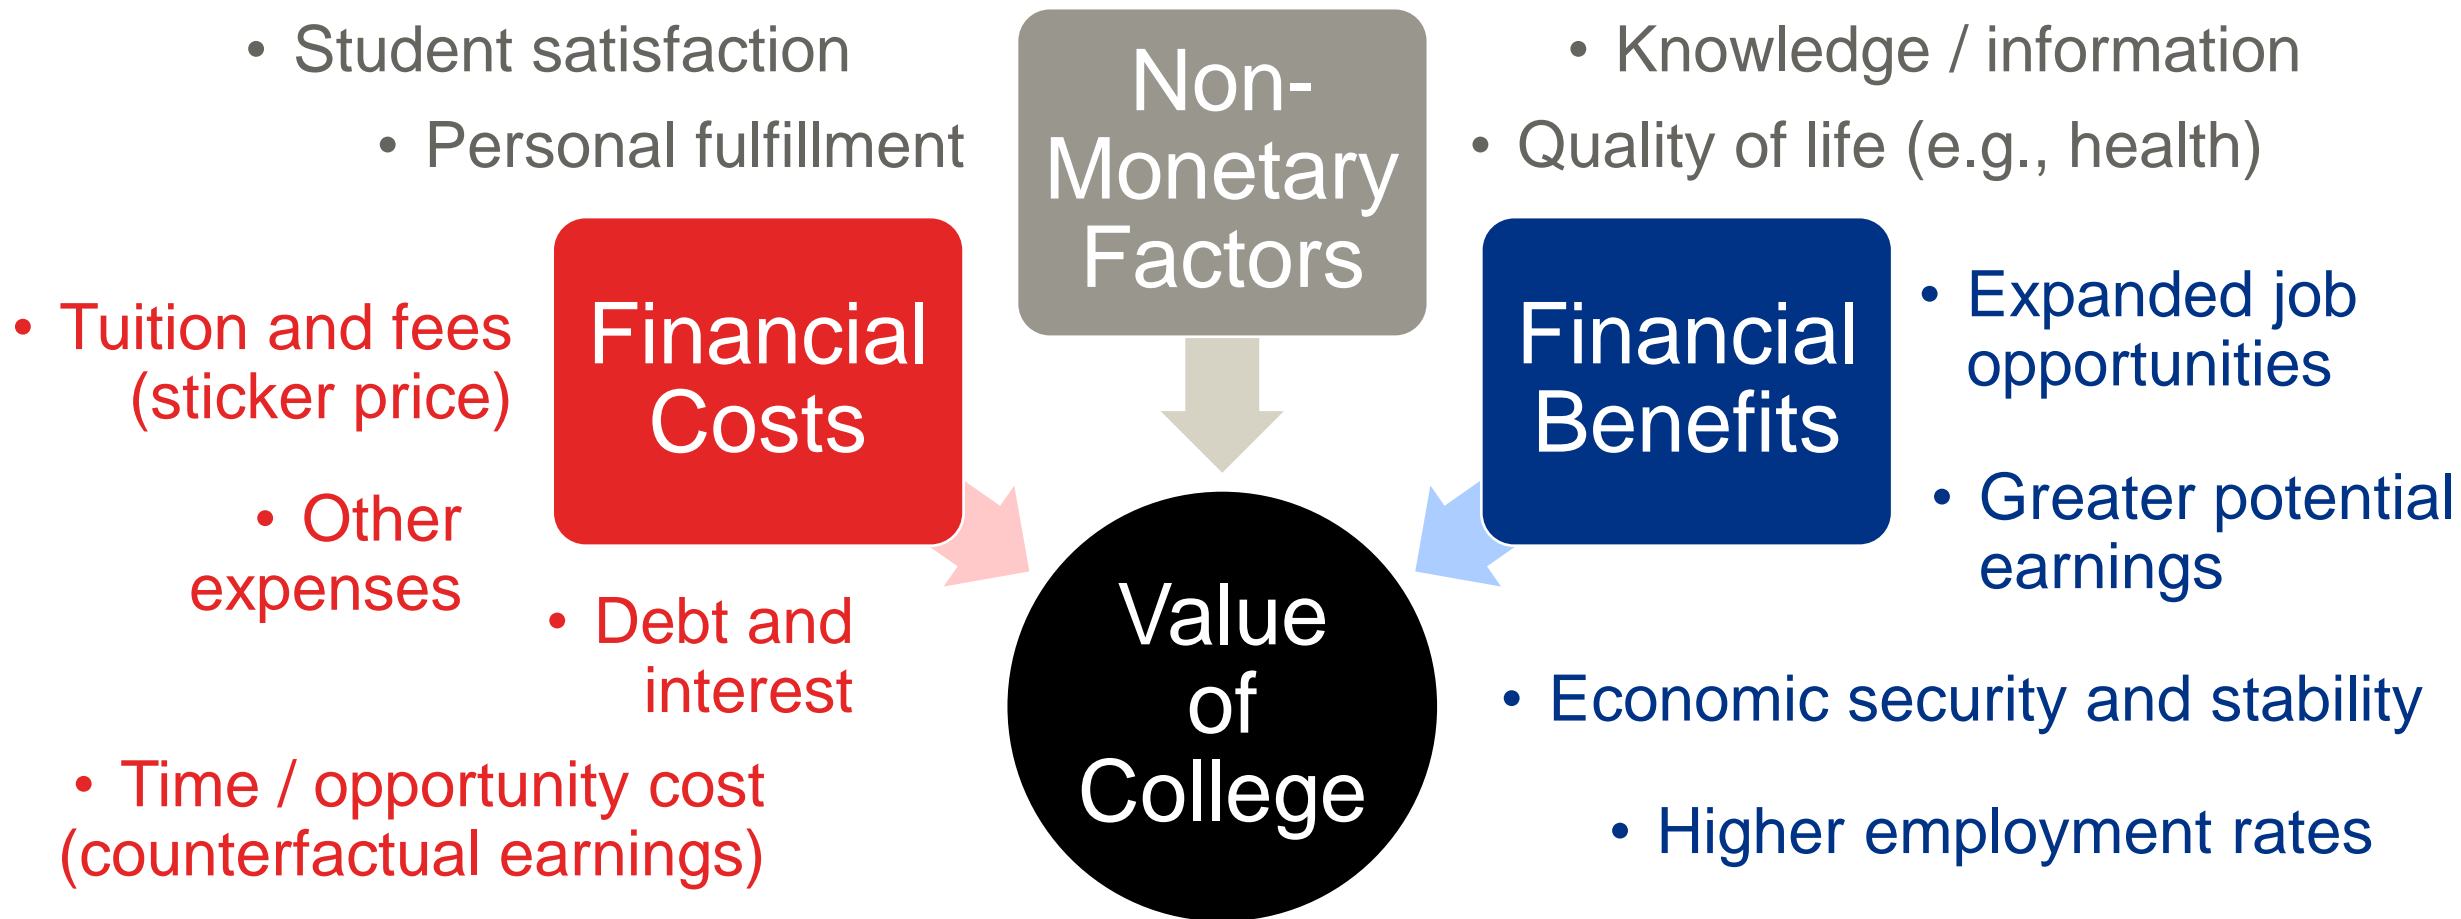 • Student satisfaction
• Personal fulfillment
Non-
Monetary
Factors
• Knowledge / information
• Quality of life (e.g., health)
Financial
Costs
• Tuition and fees
(sticker price)
• Other
expenses
• Debt and
interest
• Time / opportunity cost
(counterfactual earnings)
Financial
Benefits
• Expanded job
opportunities
• Greater potential
earnings
• Economic security and stability
• Higher employment rates
Value
of
College